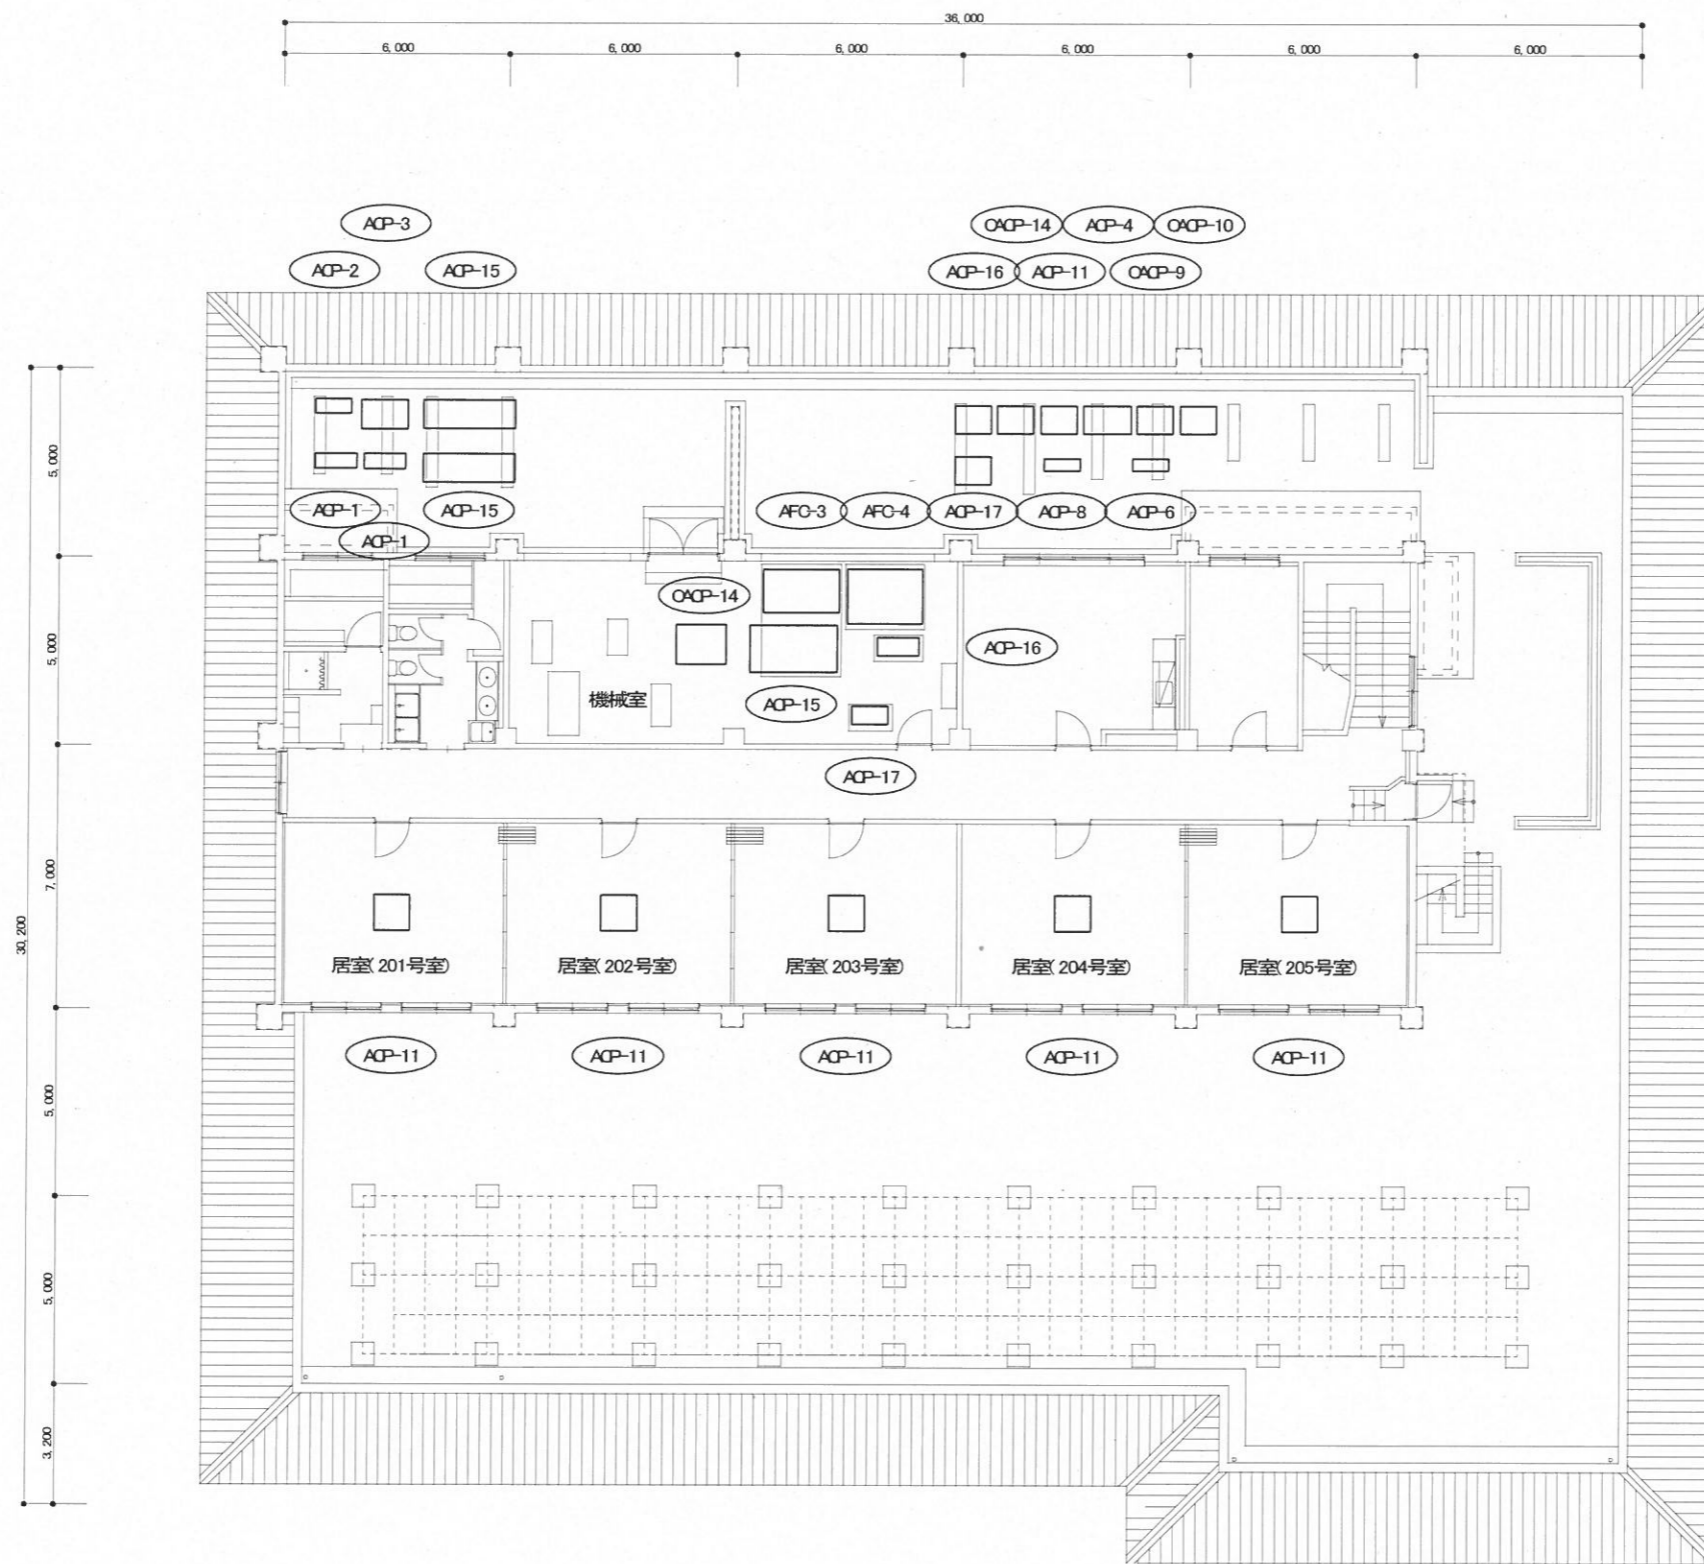 36,000
6,000 6,000 6,000 6,000 6,000 6,000
ACP-3 OACP-14 ACP-4 OACP-10
ACP-2 ACP-15 ACP-16 ACP-11 OACP-9
5,000
ACP-1 ACP-15 AFC-3 AFC-4 ACP-17 ACP-8 ACP-6
ACP-1
OACP-14
5,000
ACP-16
機械室 ACP-15
ACP-17
7,000
30,200
居室(201号室) 居室(202号室) 居室(203号室) 居室(204号室) 居室(205号室)
ACP-11 ACP-11 ACP-11 ACP-11 ACP-11
5,000
5,000
3,200